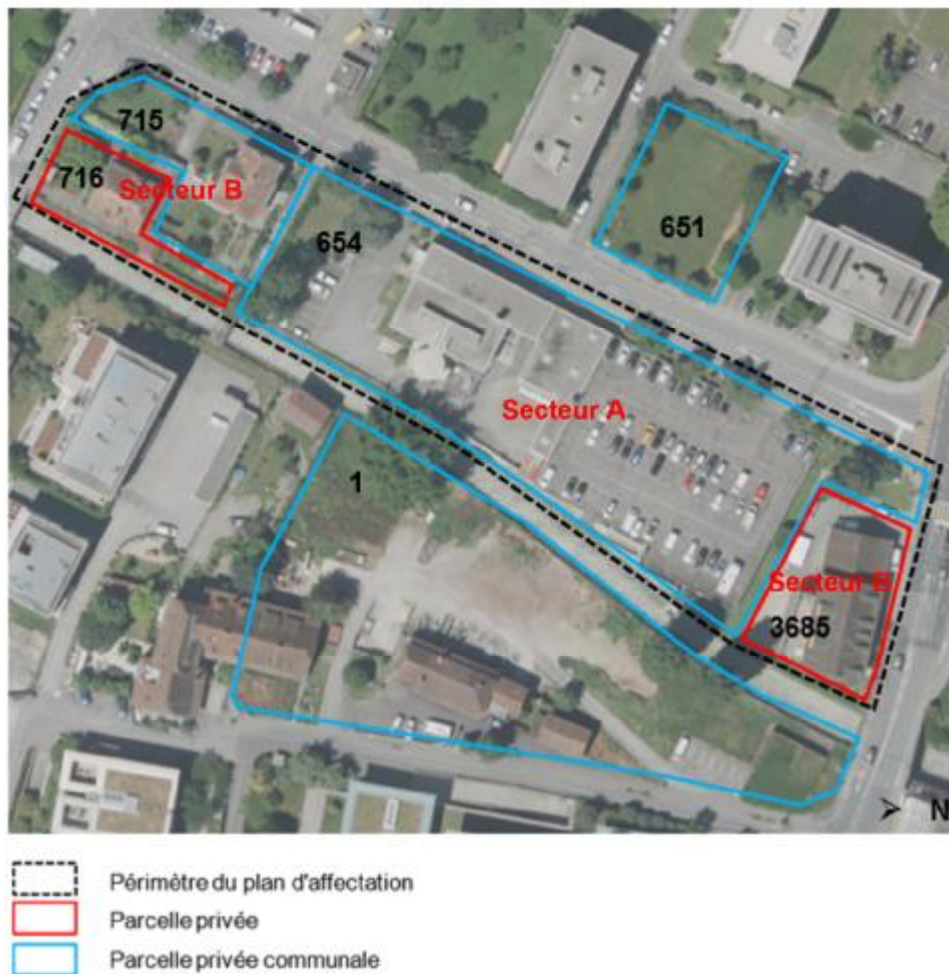 715
716
Secteur B
654
651
Secteur A
1
Secteur B
3685
N
Périmètre du plan d'affectation
Parcelle privée
Parcelle privée communale